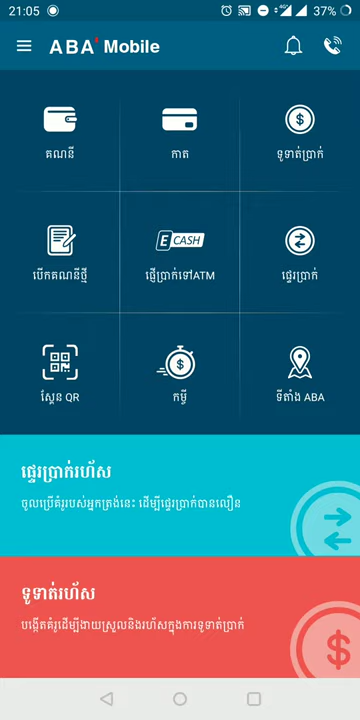 21:05
4G+
37%
ABA' Mobile
គណនី
កាត
ទូទាត់ប្រាក់
បើកគណនីថ្មី
E CASH
ផ្ញើប្រាក់ទៅATM
ផ្ទេរប្រាក់
ស្កែន QR
កម្ចី
ទីតាំង ABA
ផ្ទេរប្រាក់រហ័ស
ចូលប្រើគំរូរបស់អ្នកត្រង់នេះ ដើម្បីផ្ទេរប្រាក់បានលឿន
ទូទាត់រហ័ស
បង្កើតគំរូដើម្បីងាយស្រួលនិងរហ័សក្នុងការទូទាត់ប្រាក់